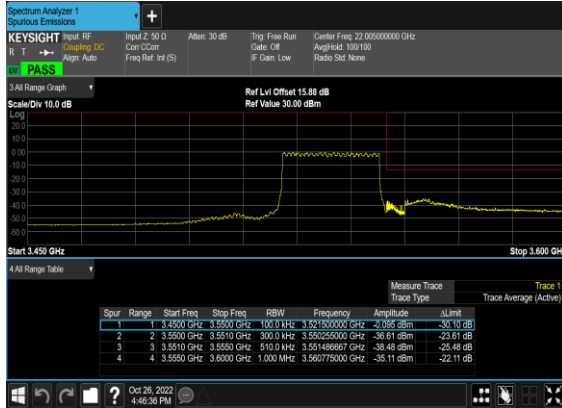 Spectrum Analyzer 1
Spurious Emissions
KEYSIGHT Input: RF Input Z: 50 Ω Atten: 30 dB Trig: Free Run Center Freq: 22.005000000 GHz
R T Coupling: DC Corr CCorr Gate: Off Avg|Hold: 100/100
Align: Auto Freq Ref: Int (S) IF Gain: Low Radio Std: None
PASS
3 All Range Graph Ref Lvl Offset 15.88 dB
Scale/Div 10.0 dB Ref Value 30.00 dBm
Log
20.0
10.0
0.00
-10.0
-20.0
-30.0
-40.0
-50.0
-60.0
Start 3.450 GHz Stop 3.600 GH
4 All Range Table
Measure Trace Trace 1
Trace Type Trace Average (Active)
Spur Range Start Freq Stop Freq RBW Frequency Amplitude ΔLimit
1 1 3.4500 GHz 3.5500 GHz 100.0 kHz 3.521500000 GHz -0.095 dBm -30.10 dB
2 2 3.5500 GHz 3.5510 GHz 300.0 kHz 3.550255000 GHz -36.61 dBm -23.61 dB
3 3 3.5510 GHz 3.5550 GHz 510.0 kHz 3.551486667 GHz -38.48 dBm -25.48 dB
4 4 3.5550 GHz 3.6000 GHz 1.000 MHz 3.560775000 GHz -35.11 dBm -22.11 dB
? Oct 26, 2022
4:46:36 PM